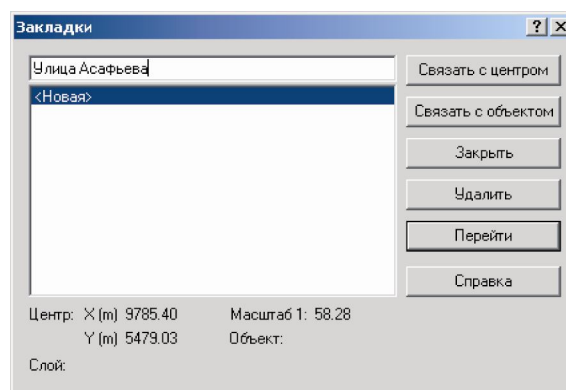 Закладки
Улица Асафьева
<Новая>
Связать с центром
Связать с объектом
Закрыть
Удалить
Перейти
Справка
Центр: X (m) 9785.40 Масштаб 1: 58.28
Y (m) 5479.03 Объект:
Слой: